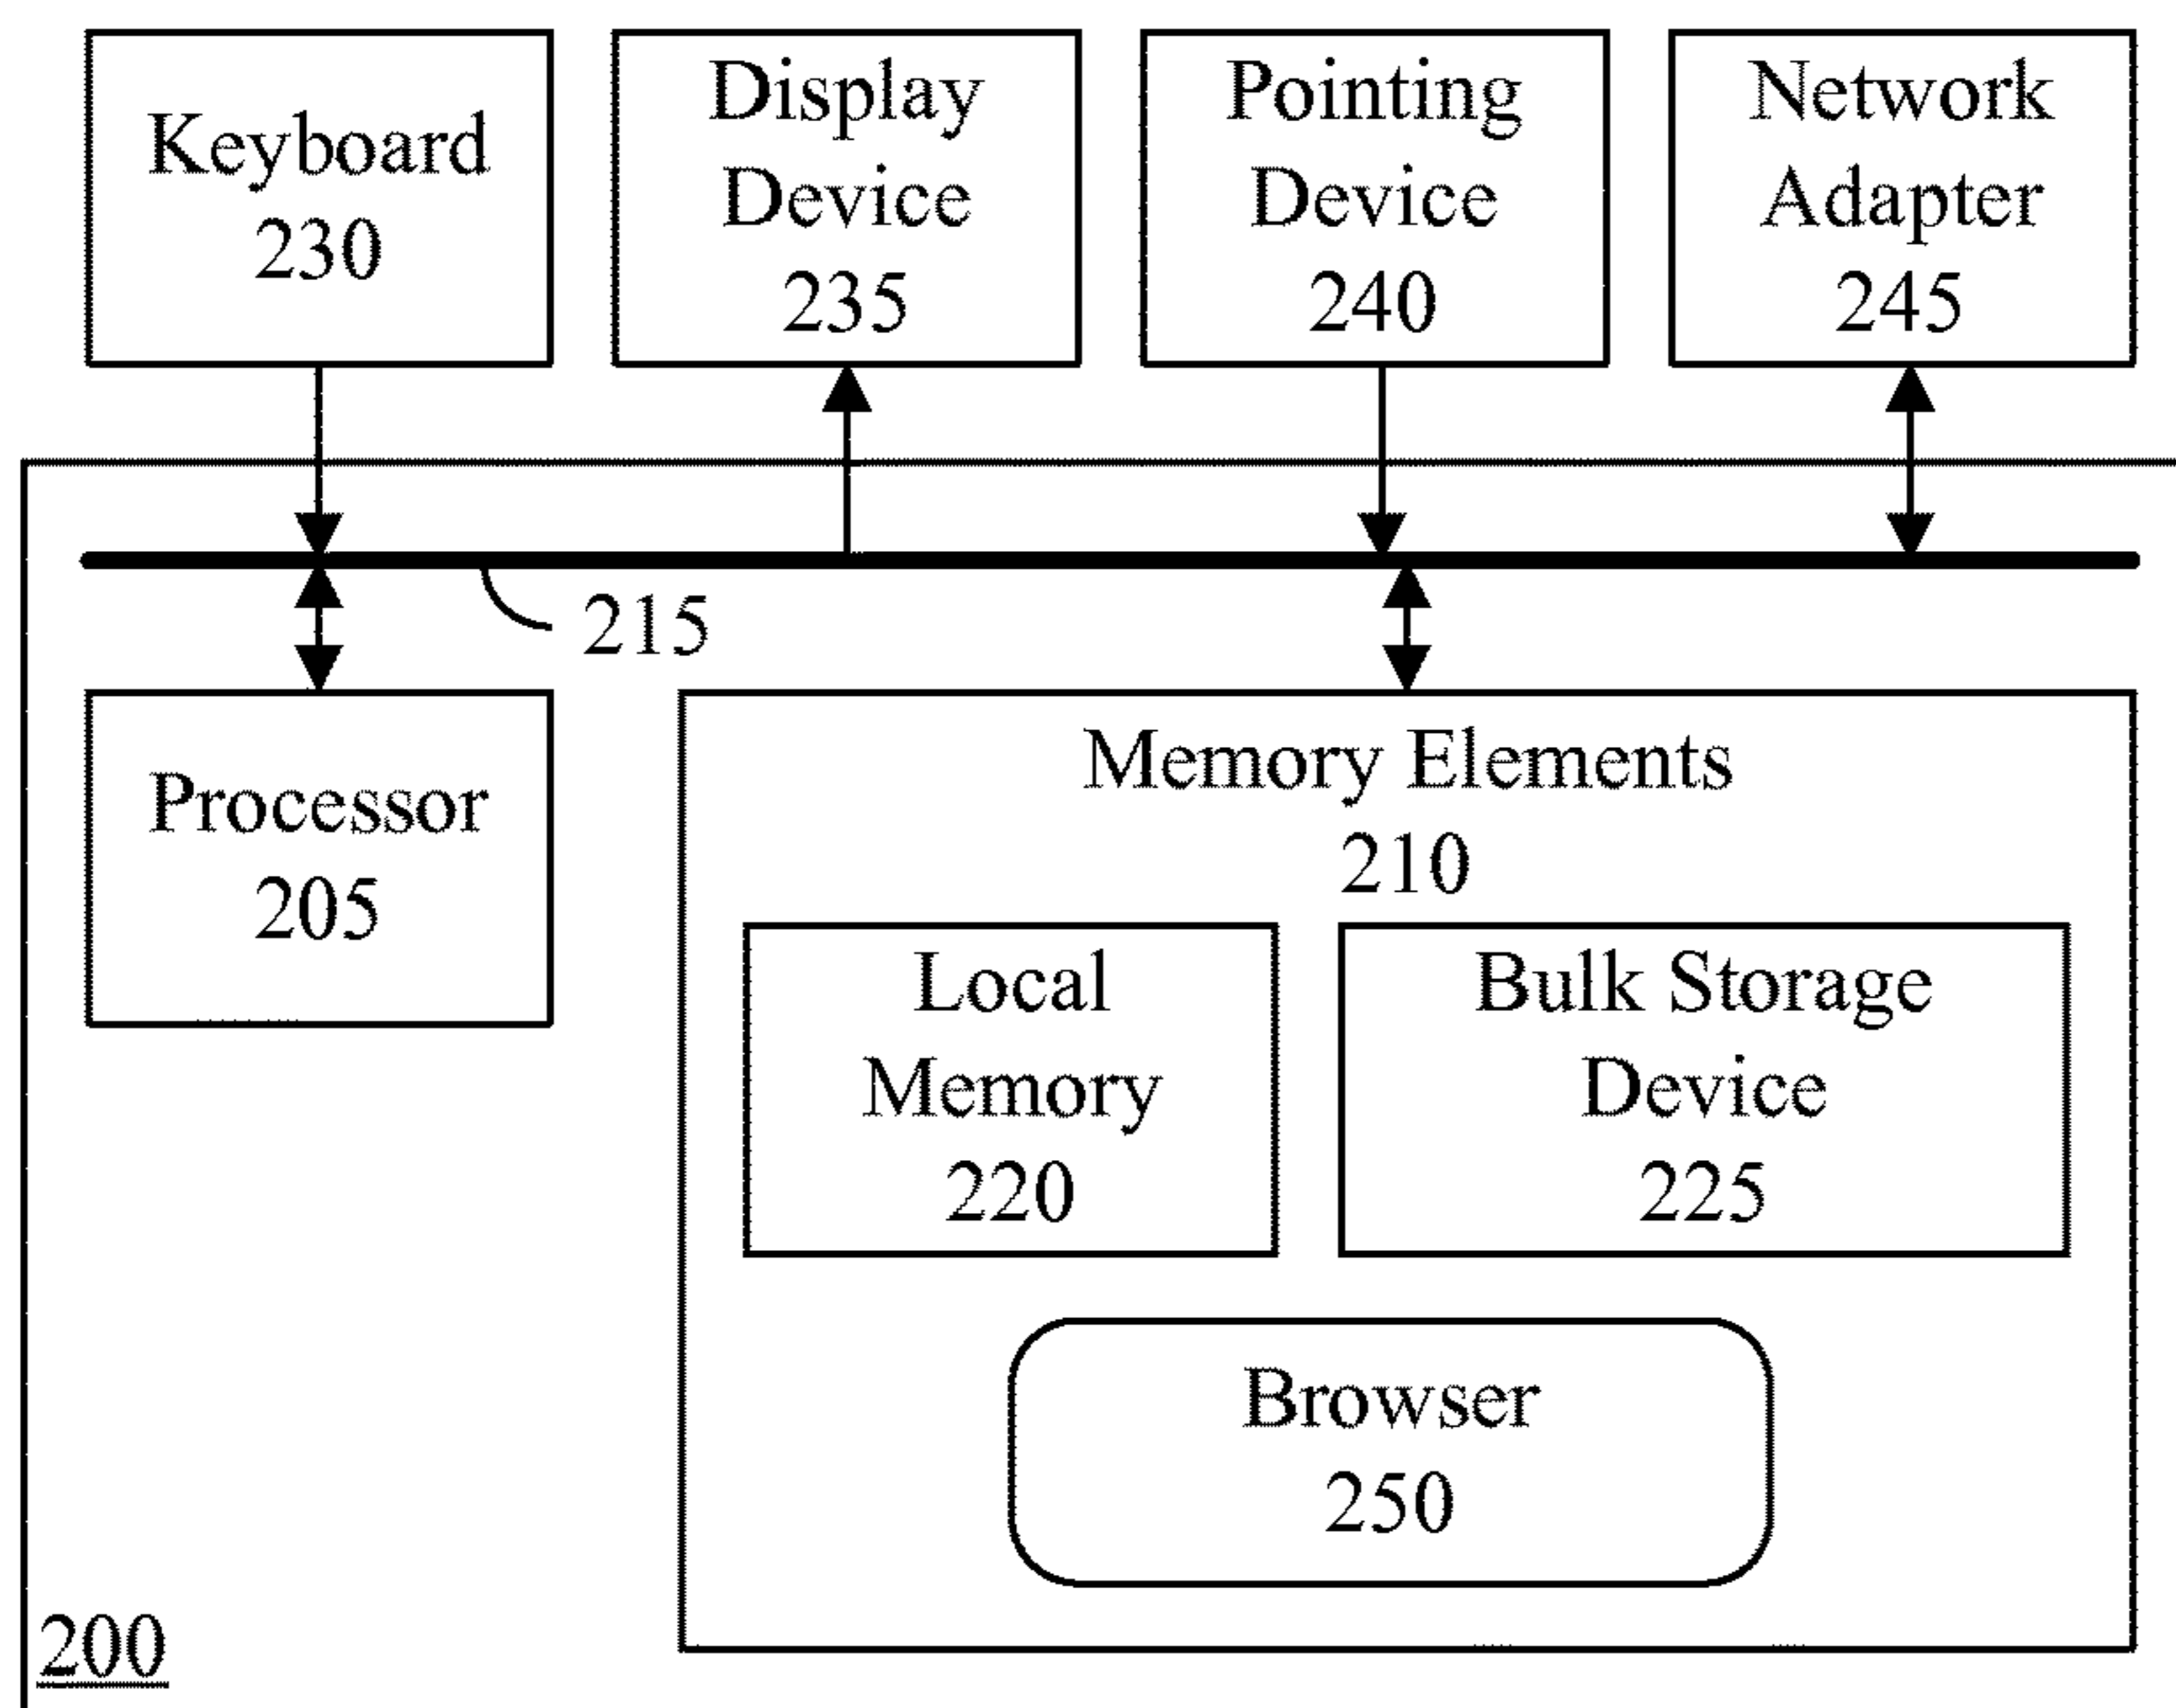 Keyboard
230
Display
Device
235
Pointing
Device
240
Network
Adapter
245
215
Processor
205
Memory Elements
210
Local
Memory
220
Bulk Storage
Device
225
Browser
250
200